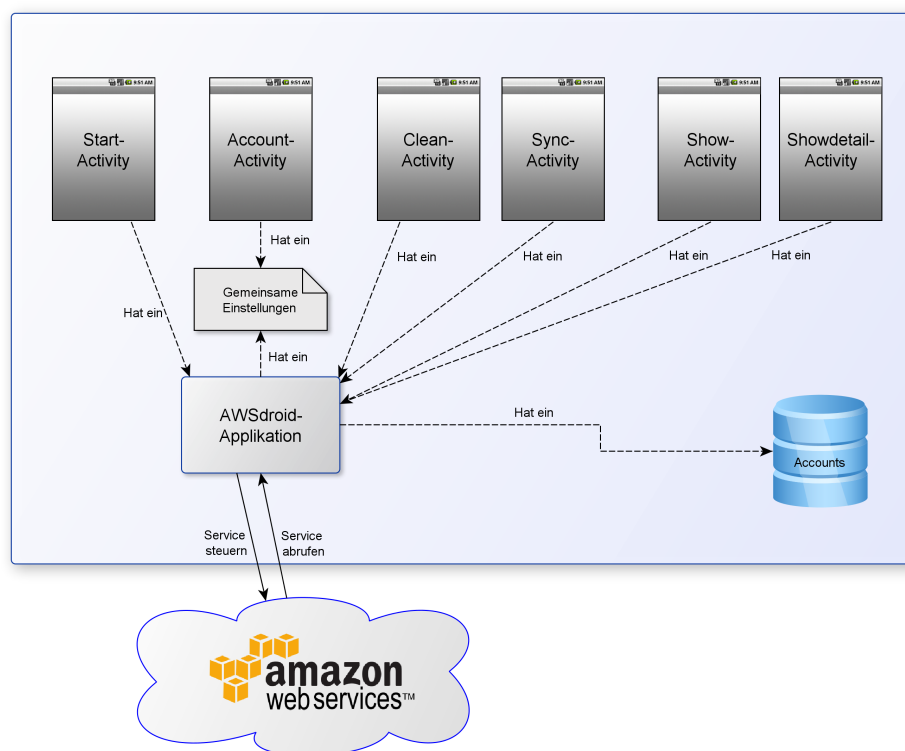 9:51 AM
9:51 AM
9:51 AM
9:51 AM
9:51 AM
9:51 AM
Start-
Activity
Account-
Activity
Clean-
Activity
Sync-
Activity
Show-
Activity
Showdetail-
Activity
Hat ein
Hat ein
Hat ein
Hat ein
Hat ein
Gemeinsame
Einstellungen
Hat ein
Hat ein
AWSdroid-
Applikation
Hat ein
Accounts
Service
steuern
Service
abrufen
amazon
web services™